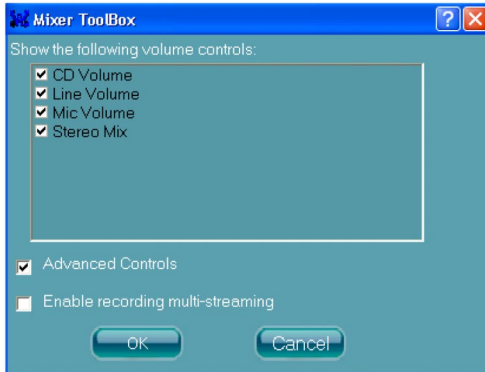 Mixer ToolBox
Show the following volume controls:
CD Volume
Line Volume
Mic Volume
Stereo Mix
Advanced Controls
Enable recording multi-streaming
OK
Cancel